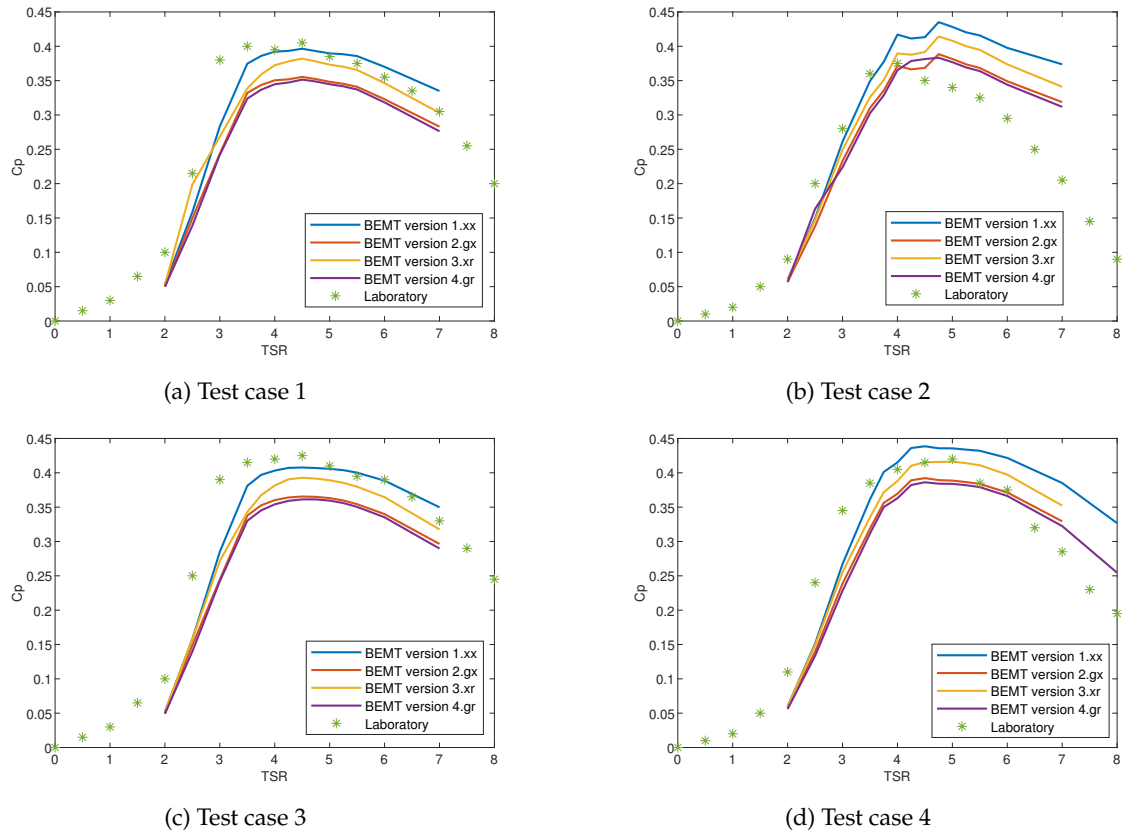 0.45
0.4
0.35
0.3
0.25
0.2
0.15
0.1
0.05
0
Cp
BEMT version 1.xx
BEMT version 2.gx
BEMT version 3.xr
BEMT version 4.gr
Laboratory
0 1 2 3 4 5 6 7 8
TSR
(a) Test case 1
0.45
0.4
0.35
0.3
0.25
0.2
0.15
0.1
0.05
0
Cp
BEMT version 1.xx
BEMT version 2.gx
BEMT version 3.xr
BEMT version 4.gr
Laboratory
0 1 2 3 4 5 6 7 8
TSR
(b) Test case 2
0.45
0.4
0.35
0.3
0.25
0.2
0.15
0.1
0.05
0
Cp
BEMT version 1.xx
BEMT version 2.gx
BEMT version 3.xr
BEMT version 4.gr
Laboratory
0 1 2 3 4 5 6 7 8
TSR
(c) Test case 3
0.45
0.4
0.35
0.3
0.25
0.2
0.15
0.1
0.05
0
Cp
BEMT version 1.xx
BEMT version 2.gx
BEMT version 3.xr
BEMT version 4.gr
Laboratory
0 1 2 3 4 5 6 7 8
TSR
(d) Test case 4